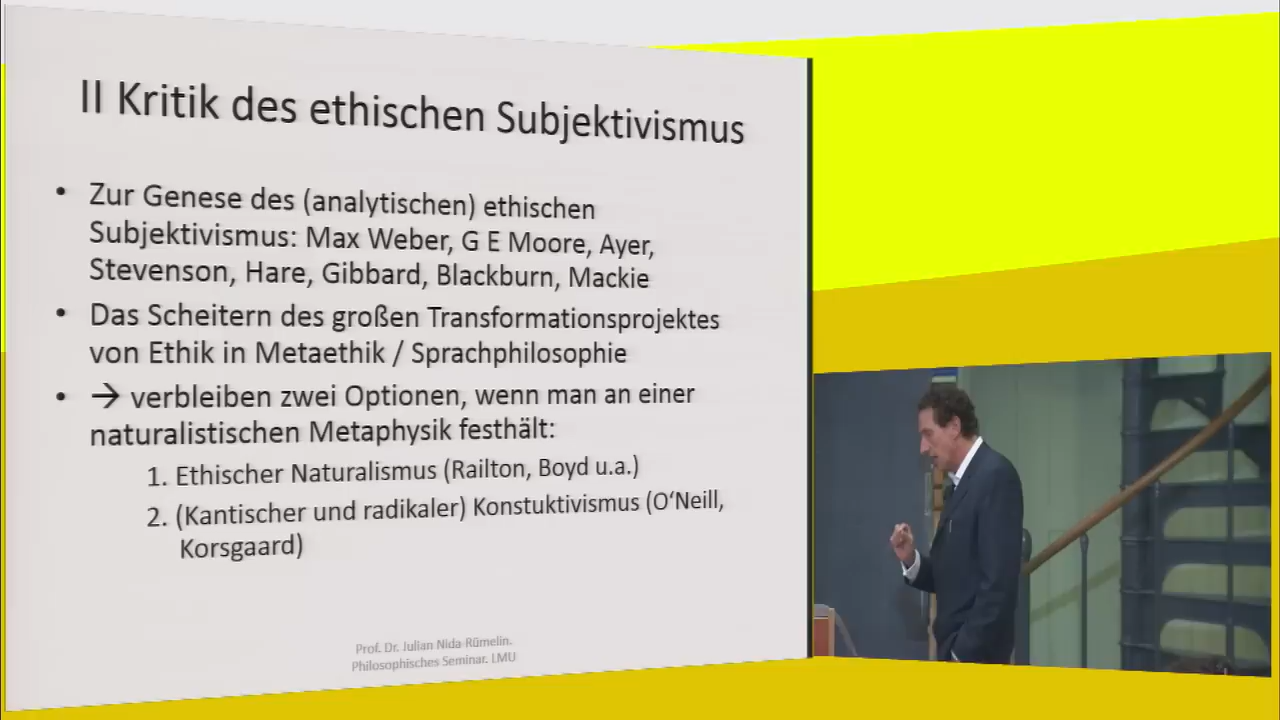 II Kritik des ethischen Subjektivismus
• Zur Genese des (analytischen) ethischen
Subjektivismus: Max Weber, G E Moore, Ayer,
Stevenson, Hare, Gibbard, Blackburn, Mackie
• Das Scheitern des großen Transformationsprojektes
von Ethik in Metaethik / Sprachphilosophie
• → verbleiben zwei Optionen, wenn man an einer
naturalistischen Metaphysik festhält:
1. Ethischer Naturalismus (Railton, Boyd u.a.)
2. (Kantischer und radikaler) Konstuktivismus (O‘Neill,
Korsgaard)
Prof. Dr. Julian Nida-Rümelin.
Philosophisches Seminar. LMU